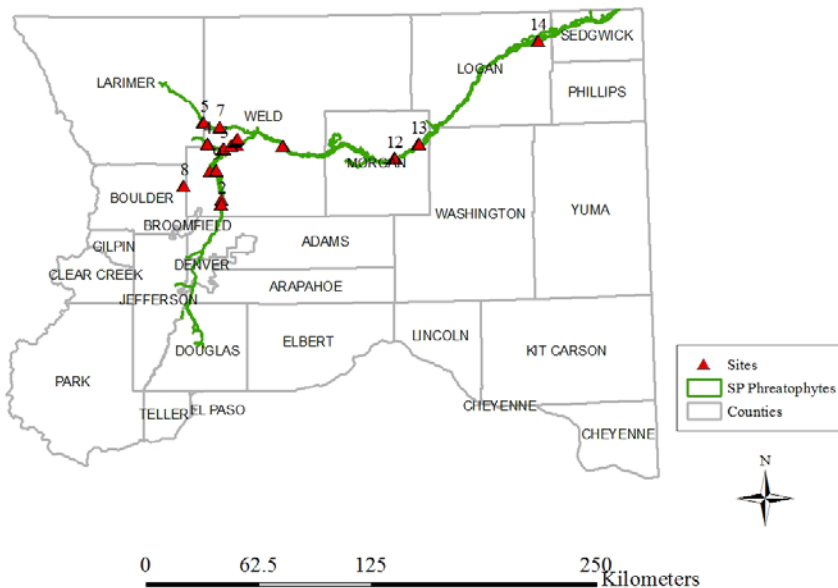 14
SEDGWICK
LOGAN
LARIMER
PHILLIPS
5 7
WELD
13
12
MORGAN
8
BOULDER
2
YUMA
WASHINGTON
BROOMFIELD
ADAMS
GILPIN
DENVER
CLEAR CREEK
ARAPAHOE
JEFFERSON
LINCOLN
ELBERT
DOUGLAS
KIT CARSON
PARK
Sites
SP Phreatophytes
Counties
TELLER
EL PASO
CHEYENNE
CHEYENNE
N
0 62.5 125 250
Kilometers